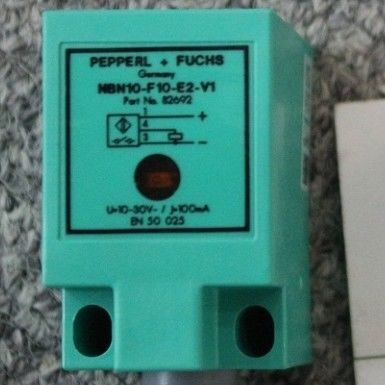 PEPPERL + FUCHS
Germany
NBN10-F10-E2-V1
Part No. 82692
1 +
4
3 -
U=10-30V- / I=100mA
EN 50 025